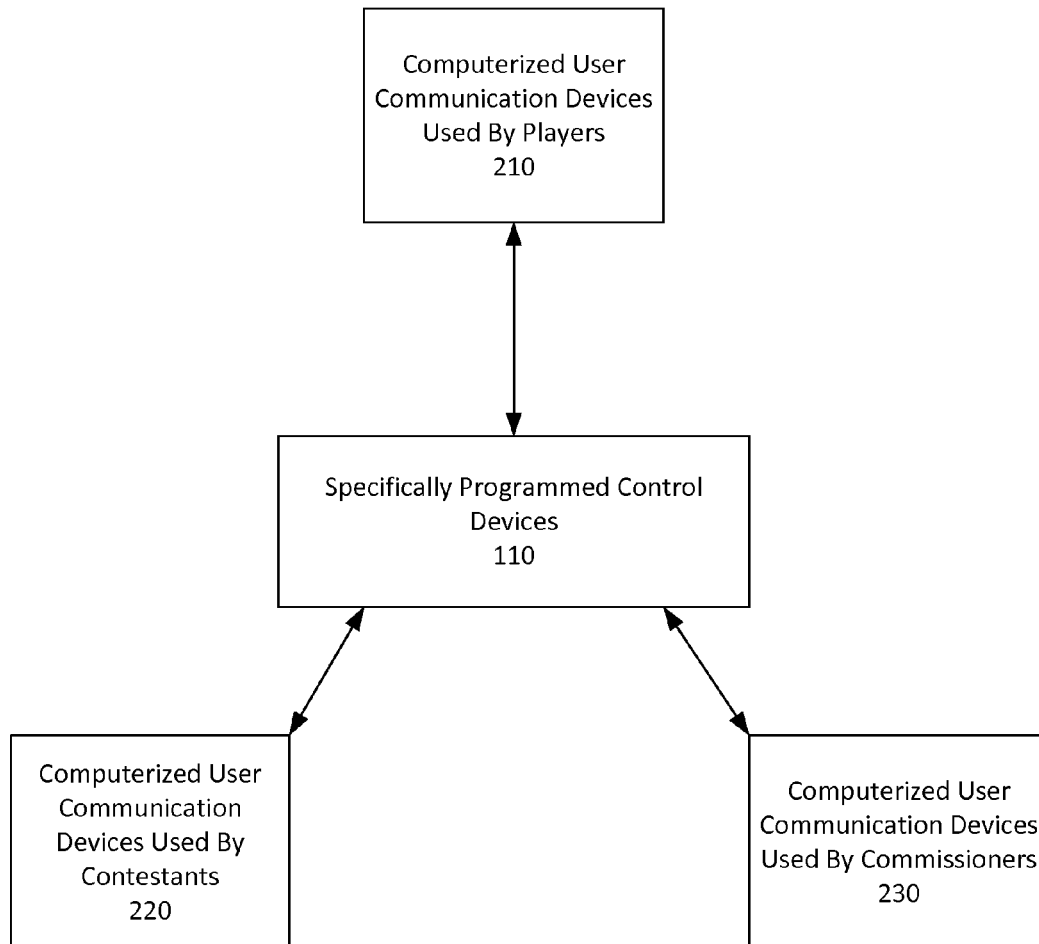 Computerized User
Communication Devices
Used By Players
210
Specifically Programmed Control
Devices
110
Computerized User
Communication
Devices Used By
Contestants
220
Computerized User
Communication Devices
Used By Commissioners
230